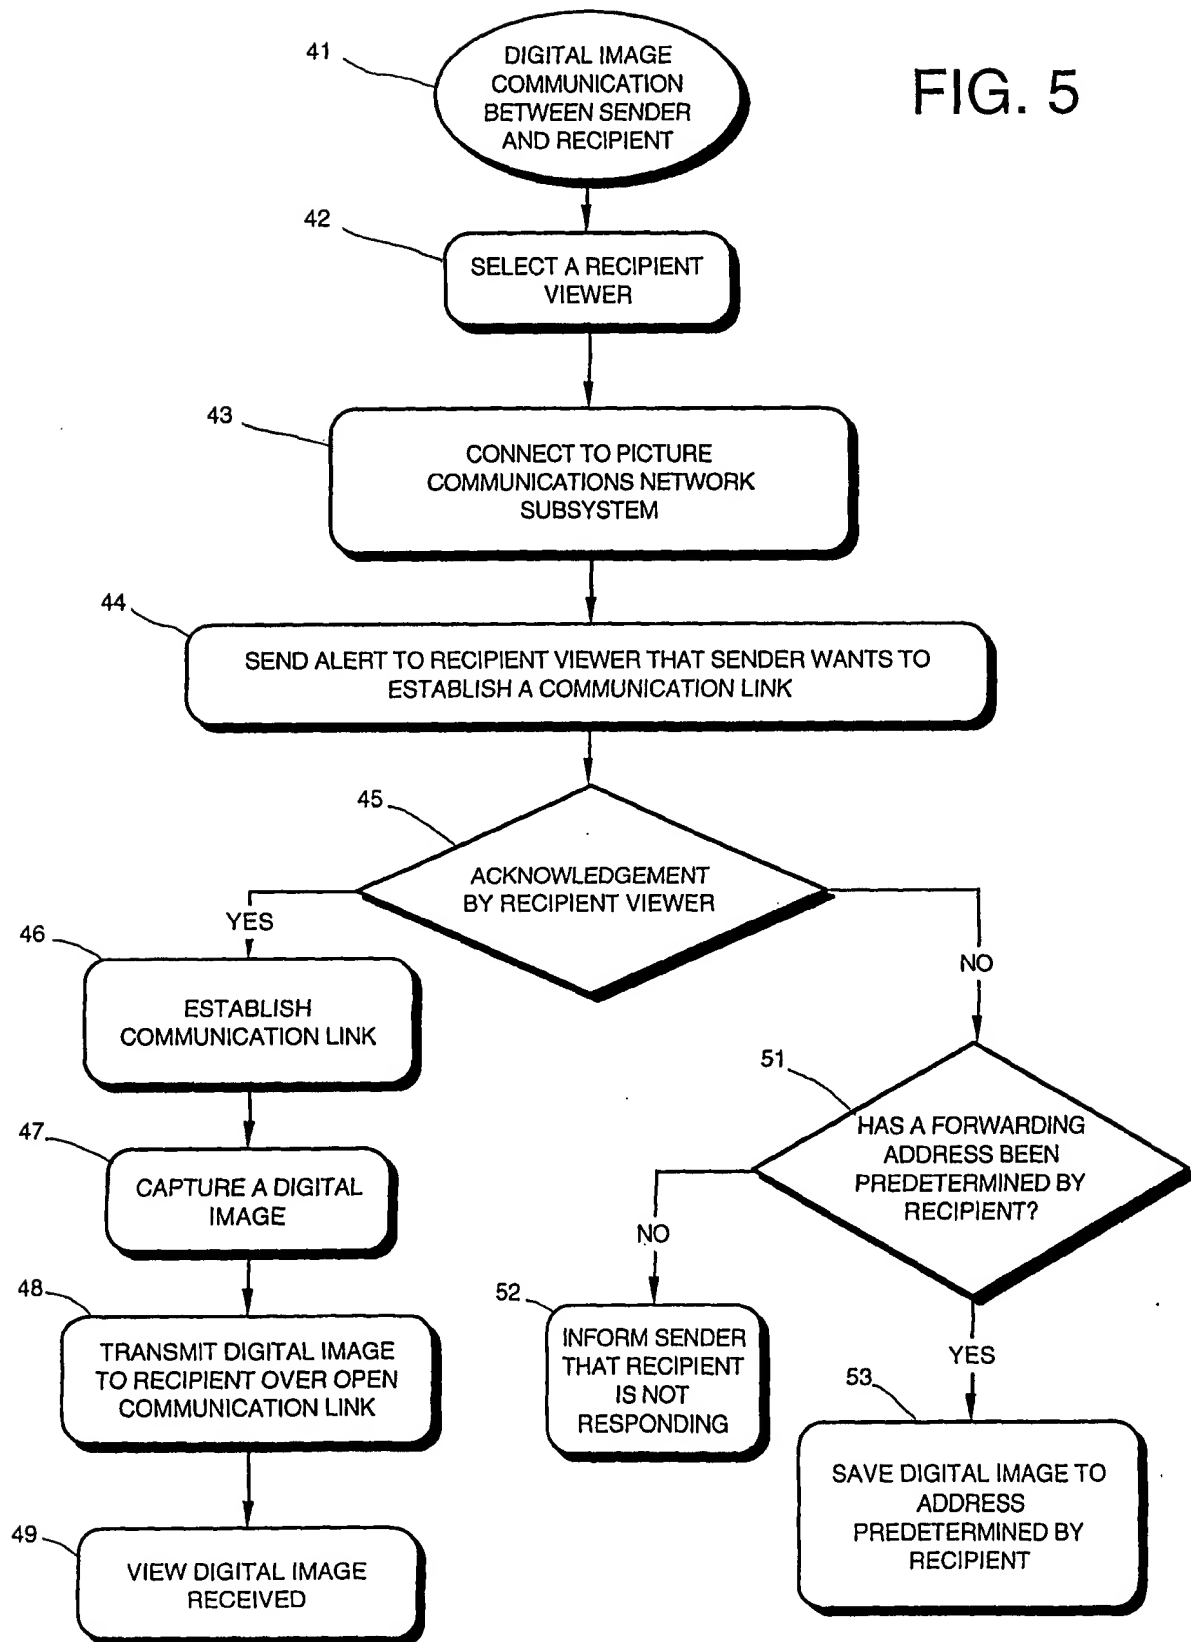 41
DIGITAL IMAGE
COMMUNICATION
BETWEEN SENDER
AND RECIPIENT
FIG. 5
42
SELECT A RECIPIENT
VIEWER
43
CONNECT TO PICTURE
COMMUNICATIONS NETWORK
SUBSYSTEM
44
SEND ALERT TO RECIPIENT VIEWER THAT SENDER WANTS TO
ESTABLISH A COMMUNICATION LINK
45
ACKNOWLEDGEMENT
BY RECIPIENT VIEWER
YES
46
ESTABLISH
COMMUNICATION LINK
47
CAPTURE A DIGITAL
IMAGE
48
TRANSMIT DIGITAL IMAGE
TO RECIPIENT OVER OPEN
COMMUNICATION LINK
49
VIEW DIGITAL IMAGE
RECEIVED
NO
51
HAS A FORWARDING
ADDRESS BEEN
PREDETERMINED BY
RECIPIENT?
NO
52
INFORM SENDER
THAT RECIPIENT
IS NOT
RESPONDING
YES
53
SAVE DIGITAL IMAGE TO
ADDRESS
PREDETERMINED BY
RECIPIENT